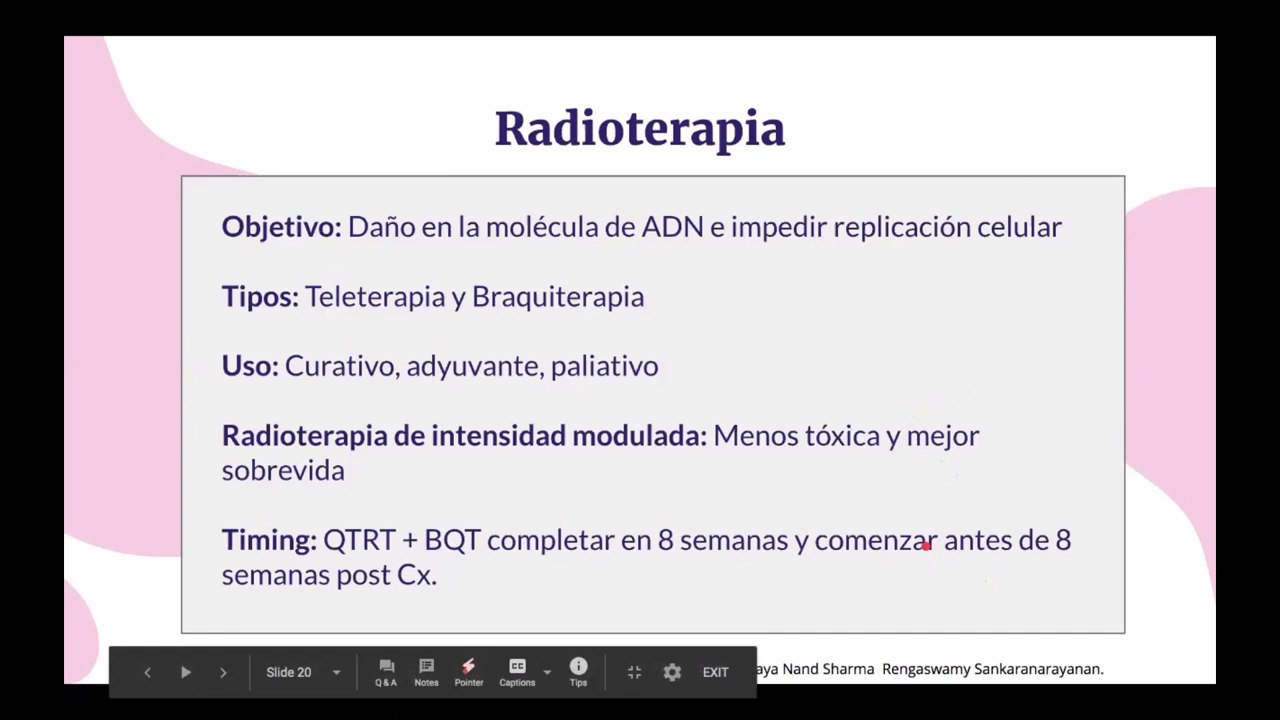 Radioterapia
Objetivo: Daño en la molécula de ADN e impedir replicación celular
Tipos: Teleterapia y Braquiterapia
Uso: Curativo, adyuvante, paliativo
Radioterapia de intensidad modulada: Menos tóxica y mejor
sobrevida
Timing: QTRT + BQT completar en 8 semanas y comenzar antes de 8
semanas post Cx.
Nand Sharma Rengaswamy Sankaranarayanan.
Slide 20
Q & A
Notes
Pointer
CC
Captions
Tips
EXIT